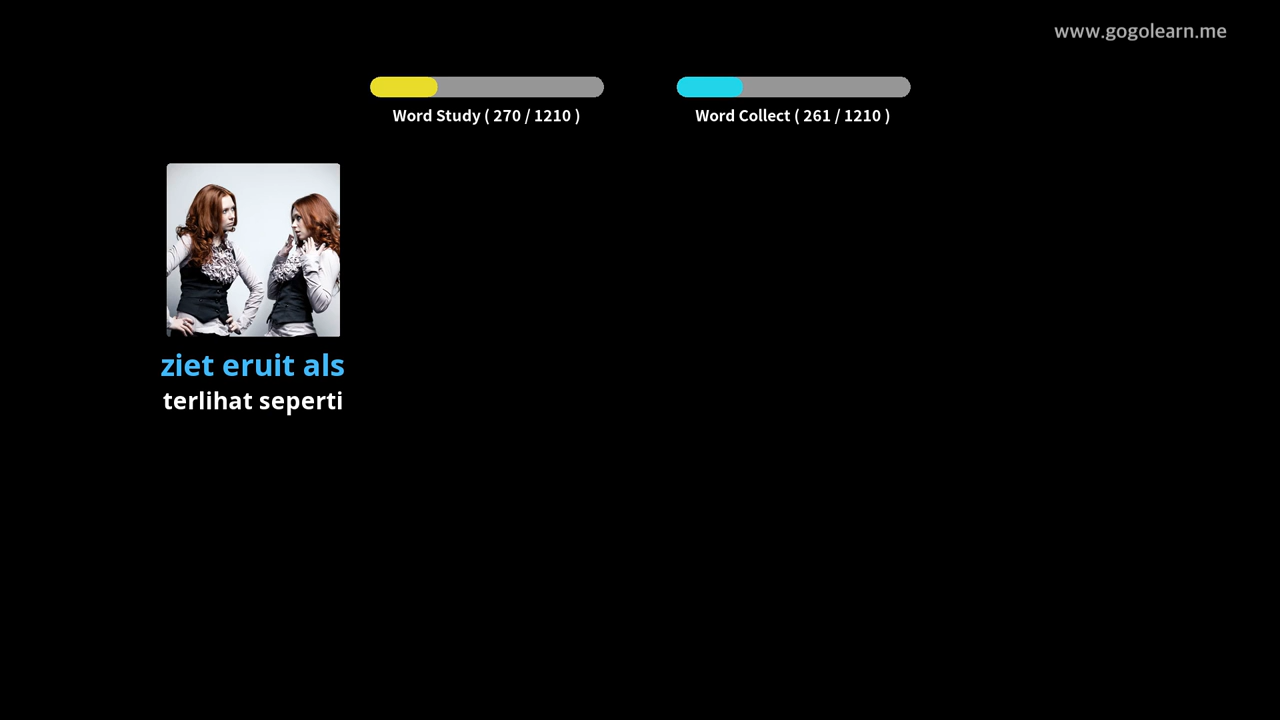 www.gogolearn.me
Word Study ( 270 / 1210 )
Word Collect ( 261 / 1210 )
ziet eruit als
terlihat seperti